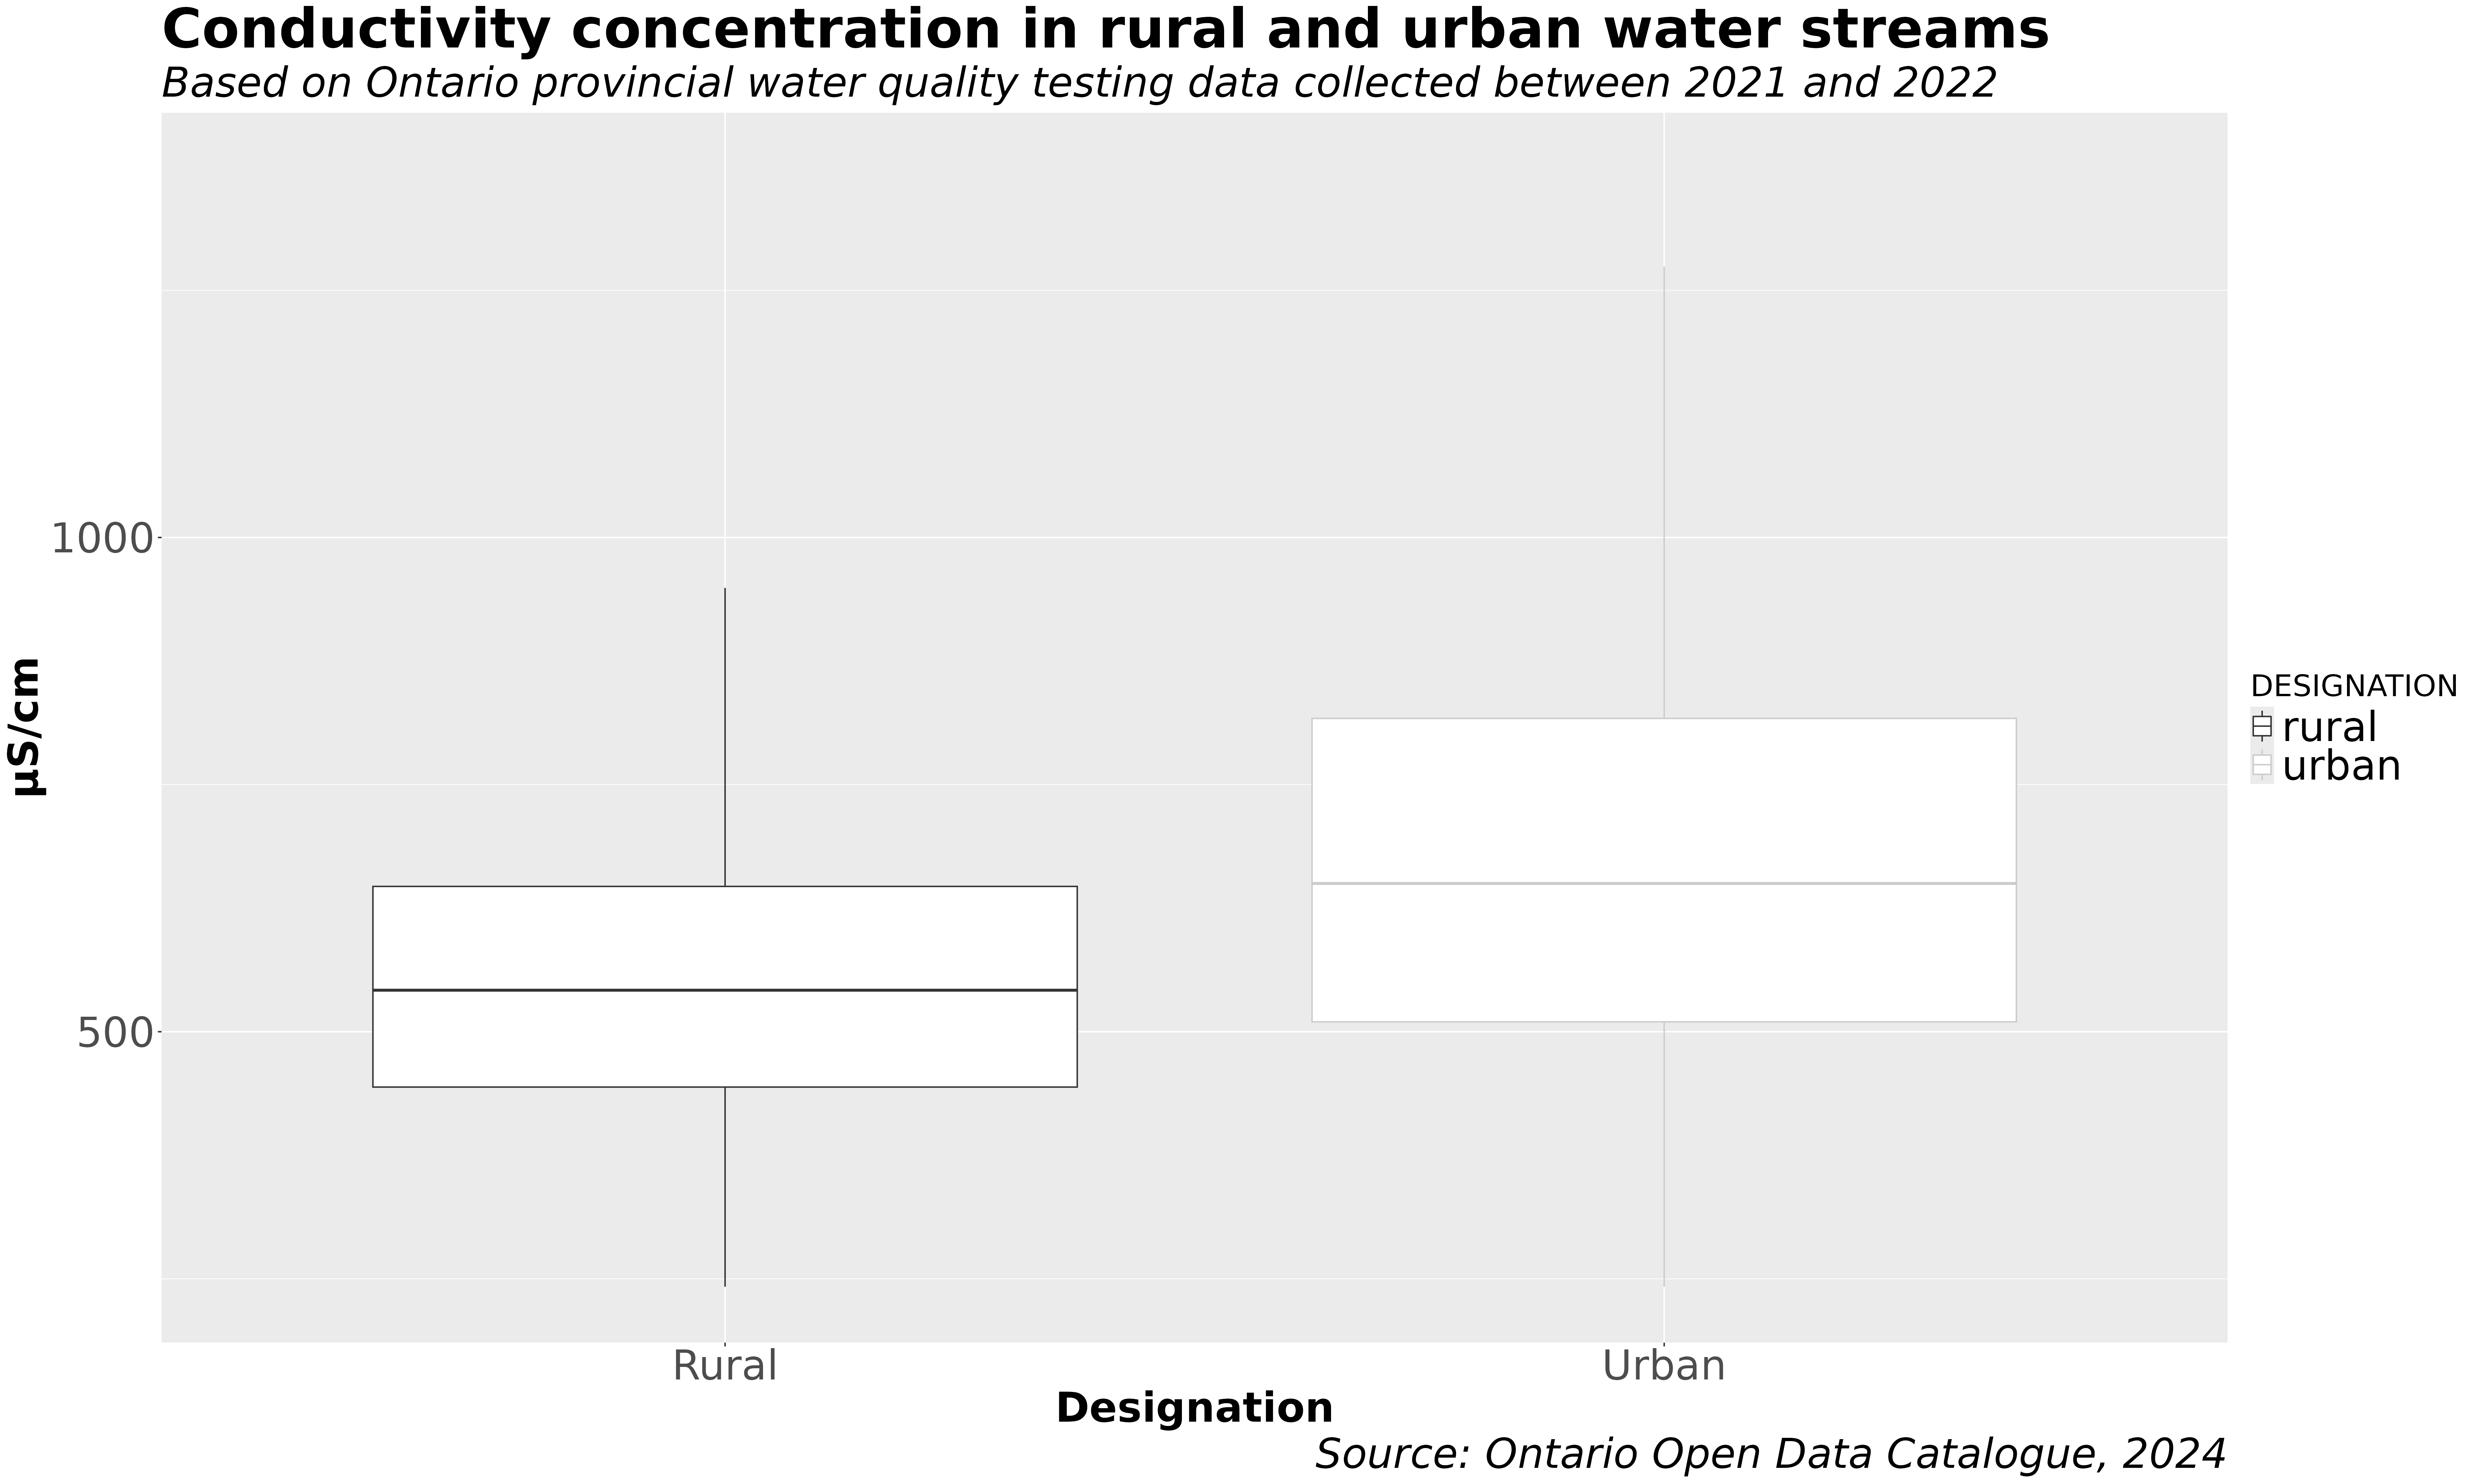 Conductivity concentration in rural and urban water streams
Based on Ontario provincial water quality testing data collected between 2021 and 2022
µS/cm
1000
500
Rural
Urban
Designation
DESIGNATION
rural
urban
Source: Ontario Open Data Catalogue, 2024